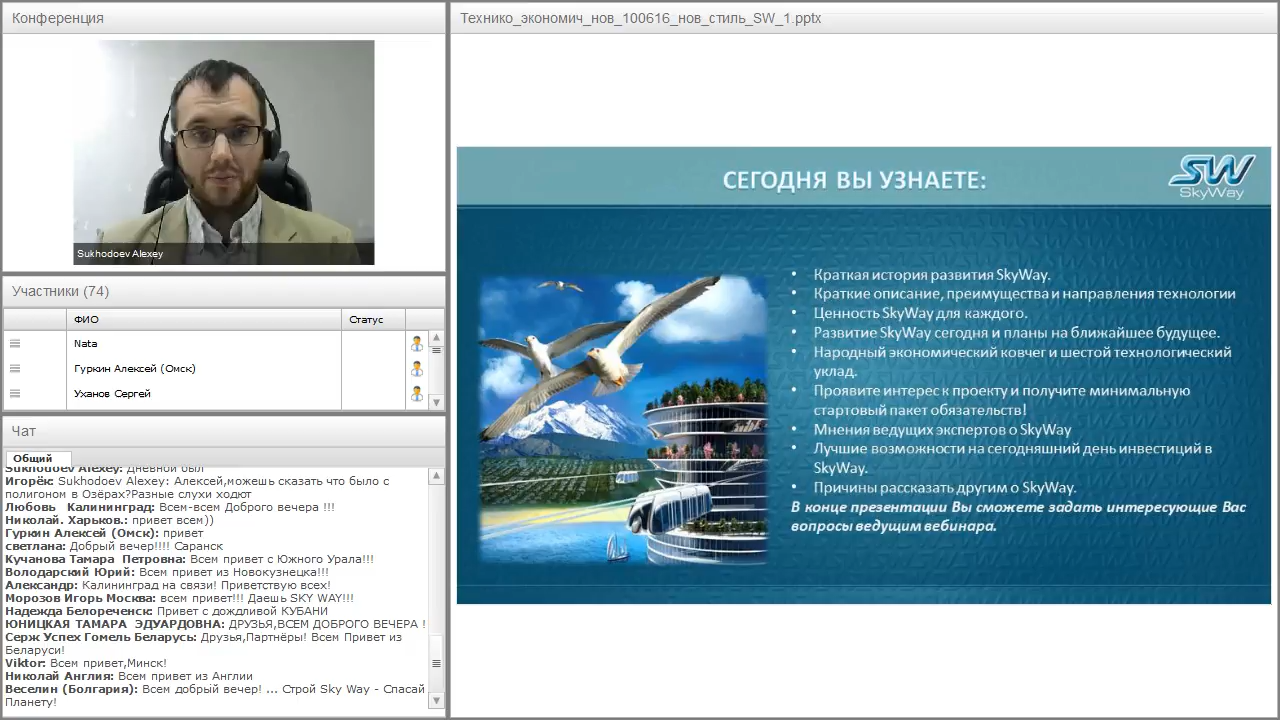 Конференция
Sukhodoev Alexey
Участники (74)
ФИО
Статус
Nata
Гуркин Алексей (Омск)
Уханов Сергей
Чат
Общий
Sukhodoev Alexey: Дневной был
Игорёк: Sukhodoev Alexey: Алексей,можешь сказать что было с
полигоном в Озёрах?Разные слухи ходют
Любовь Калининград: Всем-всем Доброго вечера !!!
Николай. Харьков.: привет всем))
Гуркин Алексей (Омск): привет
светлана: Добрый вечер!!!! Саранск
Кучанова Тамара Петровна: Всем привет с Южного Урала!!!
Володарский Юрий: Всем привет из Новокузнецка!!!
Александр: Калининград на связи! Приветствую всех!
Морозов Игорь Москва: всем привет!!! Даешь SKY WAY!!!
Надежда Белореченск: Привет с дождливой КУБАНИ
ЮНИЦКАЯ ТАМАРА ЭДУАРДОВНА: ДРУЗЬЯ,ВСЕМ ДОБРОГО ВЕЧЕРА !
Серж Успех Гомель Беларусь: Друзья,Партнёры! Всем Привет из
Беларуси!
Viktor: Всем привет,Минск!
Николай Англия: Всем привет из Англии
Веселин (Болгария): Всем добрый вечер! ... Строй Sky Way - Спасай
Планету!
Технико_экономич_нов_100616_нов_стиль_SW_1.pptx
СЕГОДНЯ ВЫ УЗНАЕТЕ:
SW
SkyWay
• Краткая история развития SkyWay.
• Краткие описание, преимущества и направления технологии
• Ценность SkyWay для каждого.
• Развитие SkyWay сегодня и планы на ближайшее будущее.
• Народный экономический ковчег и шестой технологический
уклад.
• Проявите интерес к проекту и получите минимальную
стартовый пакет обязательств!
• Мнения ведущих экспертов о SkyWay
• Лучшие возможности на сегодняшний день инвестиций в
SkyWay.
• Причины рассказать другим о SkyWay.
В конце презентации Вы сможете задать интересующие Вас
вопросы ведущим вебинара.